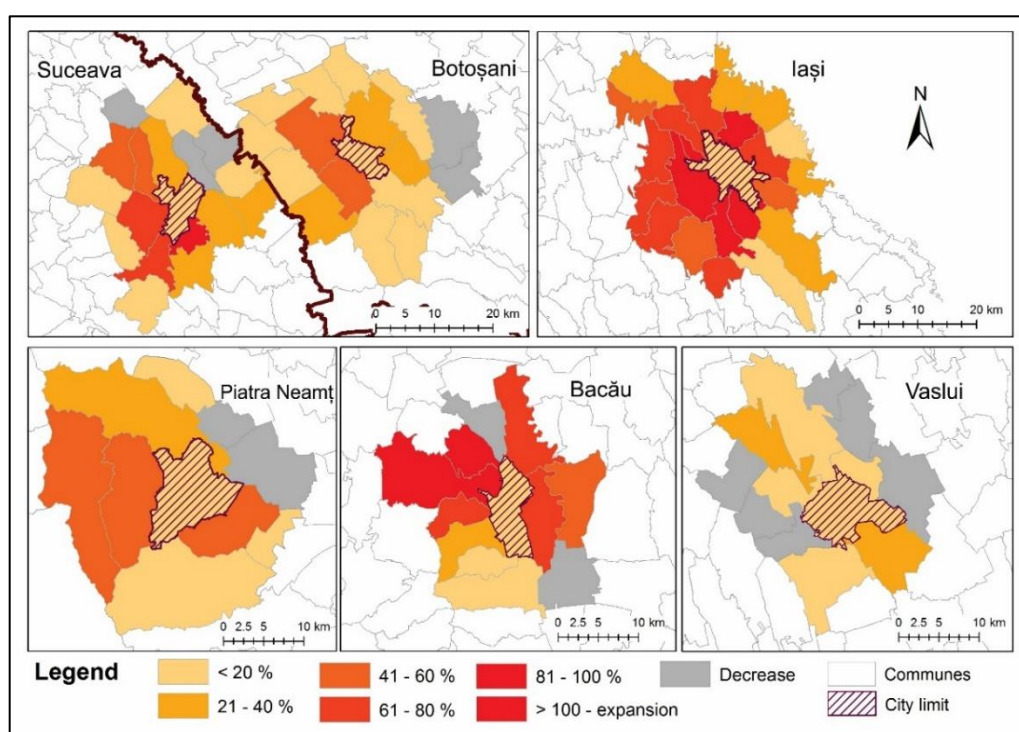 Suceava
Botoșani
0 5 10 20 km
Iași
N
0 5 10 20 km
Piatra Neamț
0 2.5 5 10 km
Bacău
0 2.5 5 10 km
Vaslui
0 2.5 5 10 km
Legend
< 20 %
21 - 40 %
41 - 60 %
61 - 80 %
81 - 100 %
> 100 - expansion
Decrease
Communes
City limit